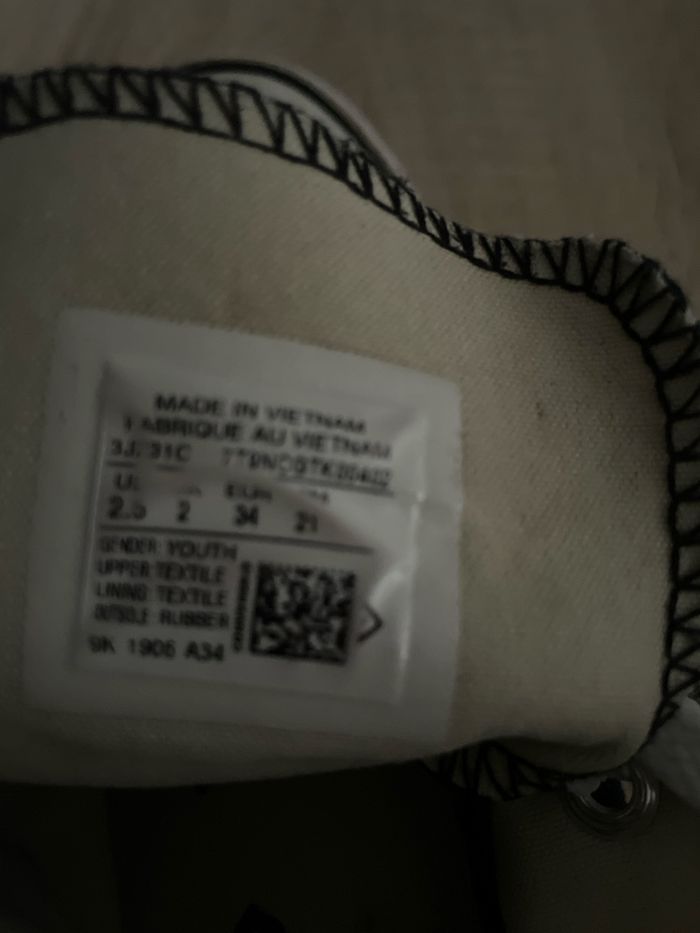 MADE IN VIETNAM
FABRIQUE AU VIETNAM
EUR
2.5 2 34 21
GENDER: YOUTH
UPPER: TEXTILE
LINING: TEXTILE
OUTSOLE: RUBBER
9K 1906 A34